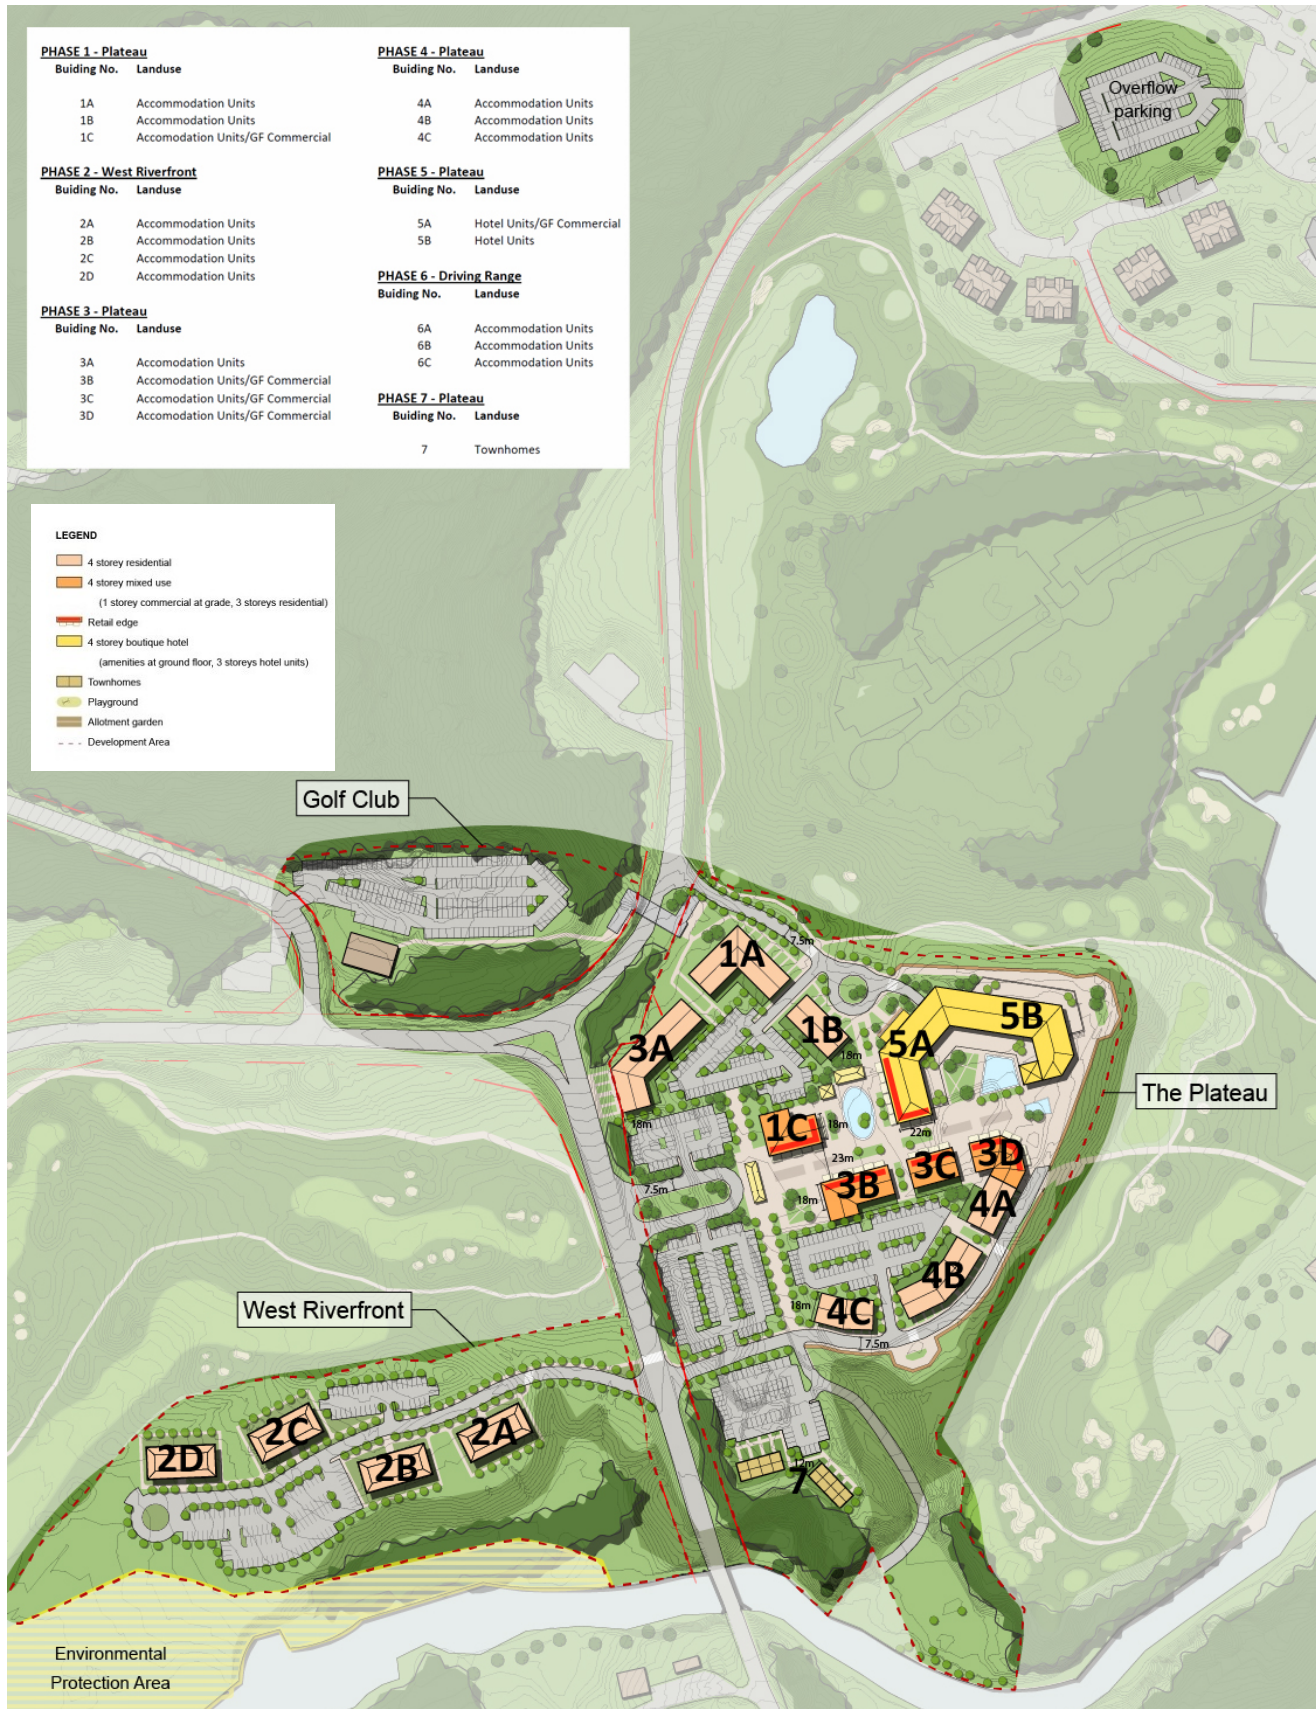 PHASE 1 - Plateau
Buiding No. Landuse
1A Accommodation Units
1B Accommodation Units
1C Accomodation Units/GF Commercial
PHASE 2 - West Riverfront
Buiding No. Landuse
2A Accommodation Units
2B Accommodation Units
2C Accommodation Units
2D Accommodation Units
PHASE 3 - Plateau
Buiding No. Landuse
3A Accomodation Units
3B Accomodation Units/GF Commercial
3C Accomodation Units/GF Commercial
3D Accomodation Units/GF Commercial
PHASE 4 - Plateau
Buiding No. Landuse
4A Accommodation Units
4B Accommodation Units
4C Accommodation Units
PHASE 5 - Plateau
Buiding No. Landuse
5A Hotel Units/GF Commercial
5B Hotel Units
PHASE 6 - Driving Range
Buiding No. Landuse
6A Accommodation Units
6B Accommodation Units
6C Accommodation Units
PHASE 7 - Plateau
Buiding No. Landuse
7 Townhomes
Overflow
parking
LEGEND
4 storey residential
4 storey mixed use
(1 storey commercial at grade, 3 storeys residential)
Retail edge
4 storey boutique hotel
(amenities at ground floor, 3 storeys hotel units)
Townhomes
Playground
Allotment garden
Development Area
Golf Club
7.5m
1A
5B
1B
5A
3A
18m
The Plateau
18m
1C
18m
22m
23m
3D
3C
3B
7.5m
18m
4A
4B
18m
4C
7.5m
West Riverfront
2C
2A
2D
2B
12m
7
Environmental
Protection Area